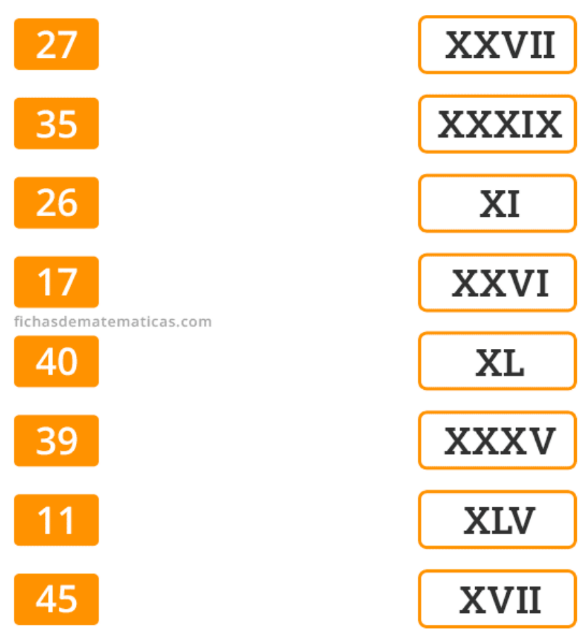 27 XXVII
35 XXXIX
26 XI
17 XXVI
fichasdematematicas.com
40 XL
39 XXXV
11 XLV
45 XVII